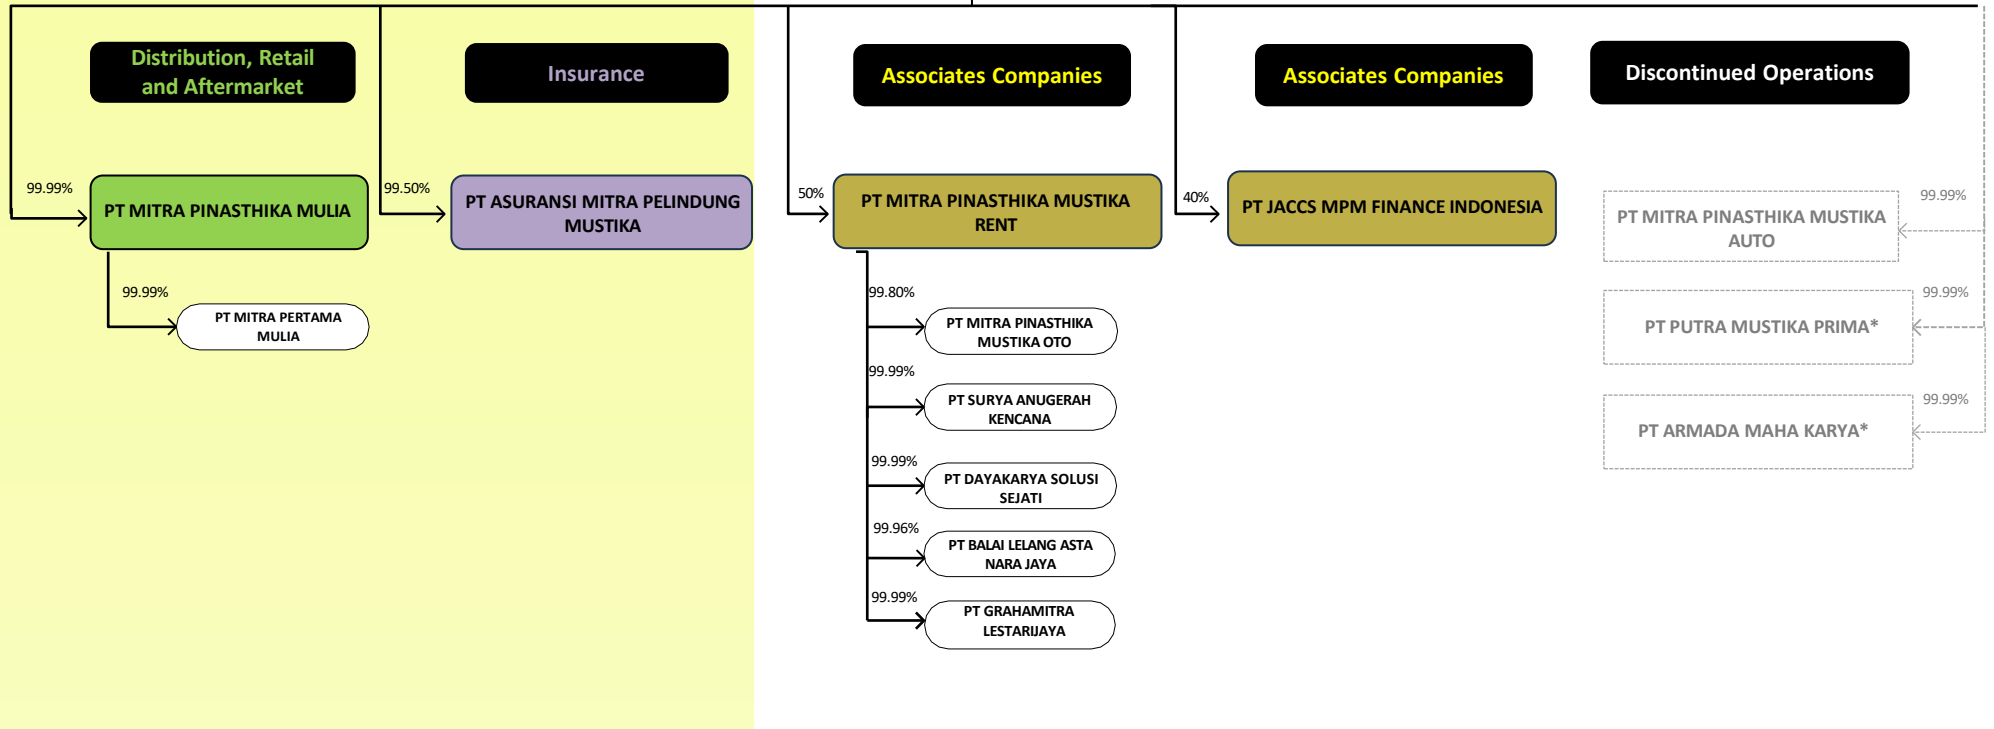 Distribution, Retail
and Aftermarket
Insurance
Associates Companies
Associates Companies
Discontinued Operations
99.99%
PT MITRA PINASTHIKA MULIA
99.50%
PT ASURANSI MITRA PELINDUNG
MUSTIKA
50%
PT MITRA PINASTHIKA MUSTIKA
RENT
40%
PT JACCS MPM FINANCE INDONESIA
99.99%
PT MITRA PINASTHIKA MUSTIKA
AUTO
99.99%
PT MITRA PERTAMA
MULIA
99.80%
PT MITRA PINASTHIKA
MUSTIKA OTO
99.99%
PT PUTRA MUSTIKA PRIMA*
99.99%
PT SURYA ANUGERAH
KENCANA
99.99%
PT ARMADA MAHA KARYA*
99.99%
PT DAYAKARYA SOLUSI
SEJATI
99.96%
PT BALAI LELANG ASTA
NARA JAYA
99.99%
PT GRAHAMITRA
LESTARIJAYA